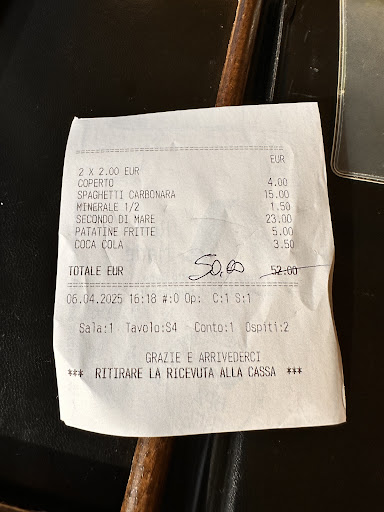 EUR
2 X 2.00 EUR
COPERTO 4.00
SPAGHETTI CARBONARA 15.00
MINERALE 1/2 1.50
SECONDO DI MARE 23.00
PATATINE FRITTE 5.00
COCA COLA 3.50
TOTALE EUR 50,00 52.00
06.04.2025 16:18 #:0 Op: C:1 S:1
Sala:1 Tavolo:S4 Conto:1 Ospiti:2
GRAZIE E ARRIVEDERCI
*** RITIRARE LA RICEVUTA ALLA CASSA ***